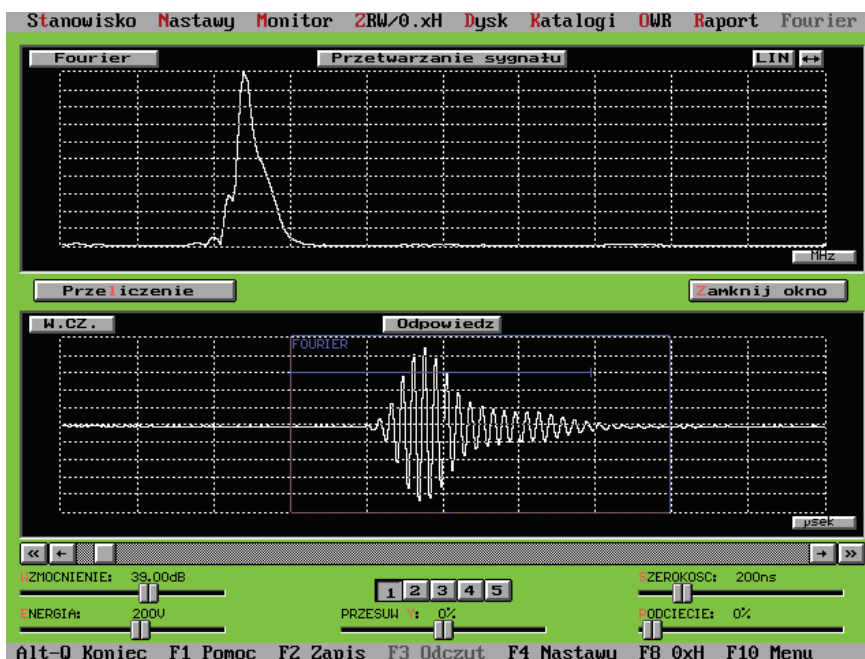 Stanowisko Nastawy Monitor ZRW/0.xH Dysk Katalogi OWR Raport Fourier
Fourier Przetwarzanie sygnału LIN ↔
MHz
Przeliczenie Zamknij okno
W.CZ. Odpowiedz
FOURIER
µsek
« ← → »
WZMOCNIENIE: 39.00dB 1 2 3 4 5 SZEROKOSC: 200ns
ENERGIA: 200V PRZESUW Y: 0% PODCIECIE: 0%
Alt-Q Koniec F1 Pomoc F2 Zapis F3 Odczyt F4 Nastawy F8 0xH F10 Menu